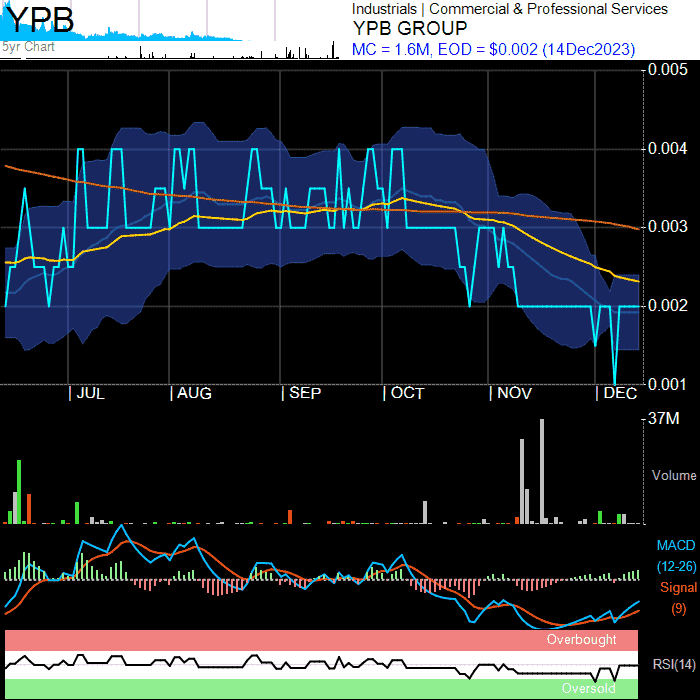 YPB
5yr Chart
Industrials | Commercial & Professional Services
YPB GROUP
MC = 1.6M, EOD = $0.002 (14Dec2023)
0.005
0.004
0.003
0.002
0.001
JUL
AUG
SEP
OCT
NOV
DEC
37M
Volume
MACD
(12-26)
Signal
(9)
Overbought
RSI(14)
Oversold